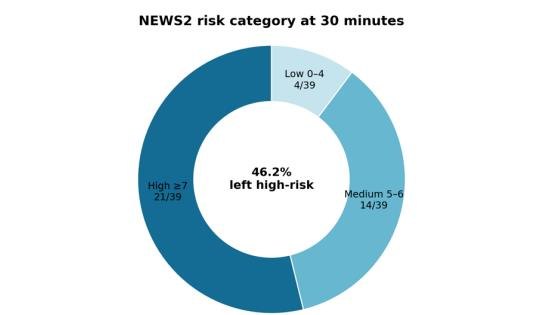 NEWS2 risk category at 30 minutes
Low 0–4
4/39
46.2%
left high-risk
High ≥7
21/39
Medium 5–6
14/39